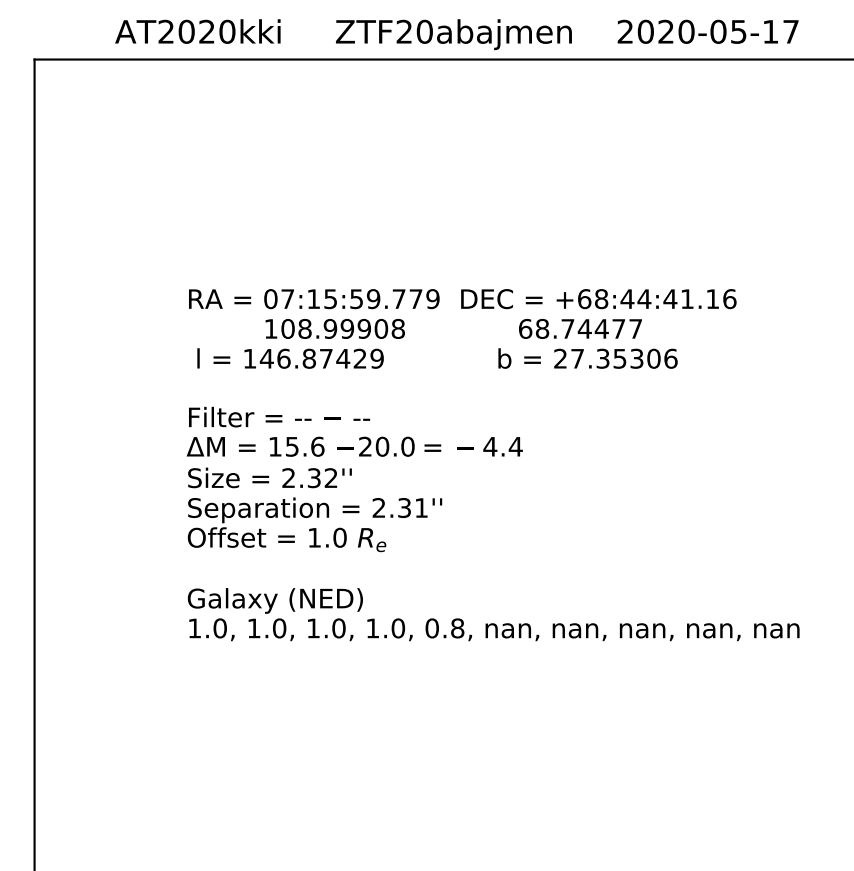 AT2020kki ZTF20abajmen 2020-05-17
RA = 07:15:59.779 DEC = +68:44:41.16
108.99908 68.74477
l = 146.87429 b = 27.35306
Filter = -- − --
ΔM = 15.6 −20.0 = − 4.4
Size = 2.32''
Separation = 2.31''
Offset = 1.0 Re
Galaxy (NED)
1.0, 1.0, 1.0, 1.0, 0.8, nan, nan, nan, nan, nan